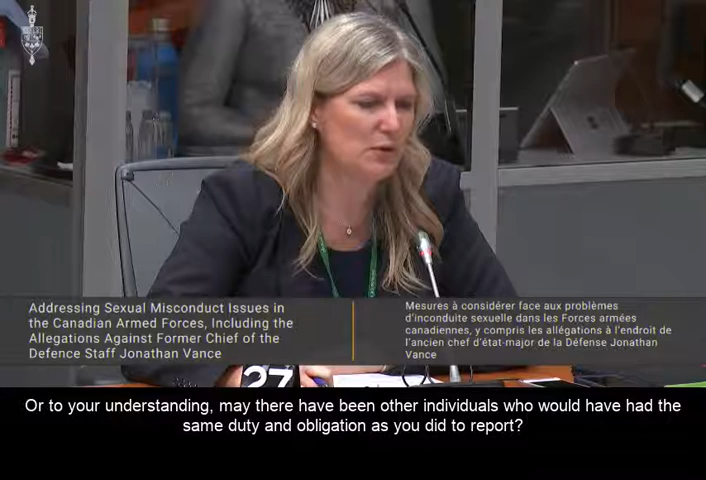 Addressing Sexual Misconduct Issues in
the Canadian Armed Forces, Including the
Allegations Against Former Chief of the
Defence Staff Jonathan Vance
Mesures à considérer face aux problèmes
d'inconduite sexuelle dans les Forces armées
canadiennes, y compris les allégations à l'endroit de
l'ancien chef d'état-major de la Défense Jonathan
Vance
27
Or to your understanding, may there have been other individuals who would have had the
same duty and obligation as you did to report?